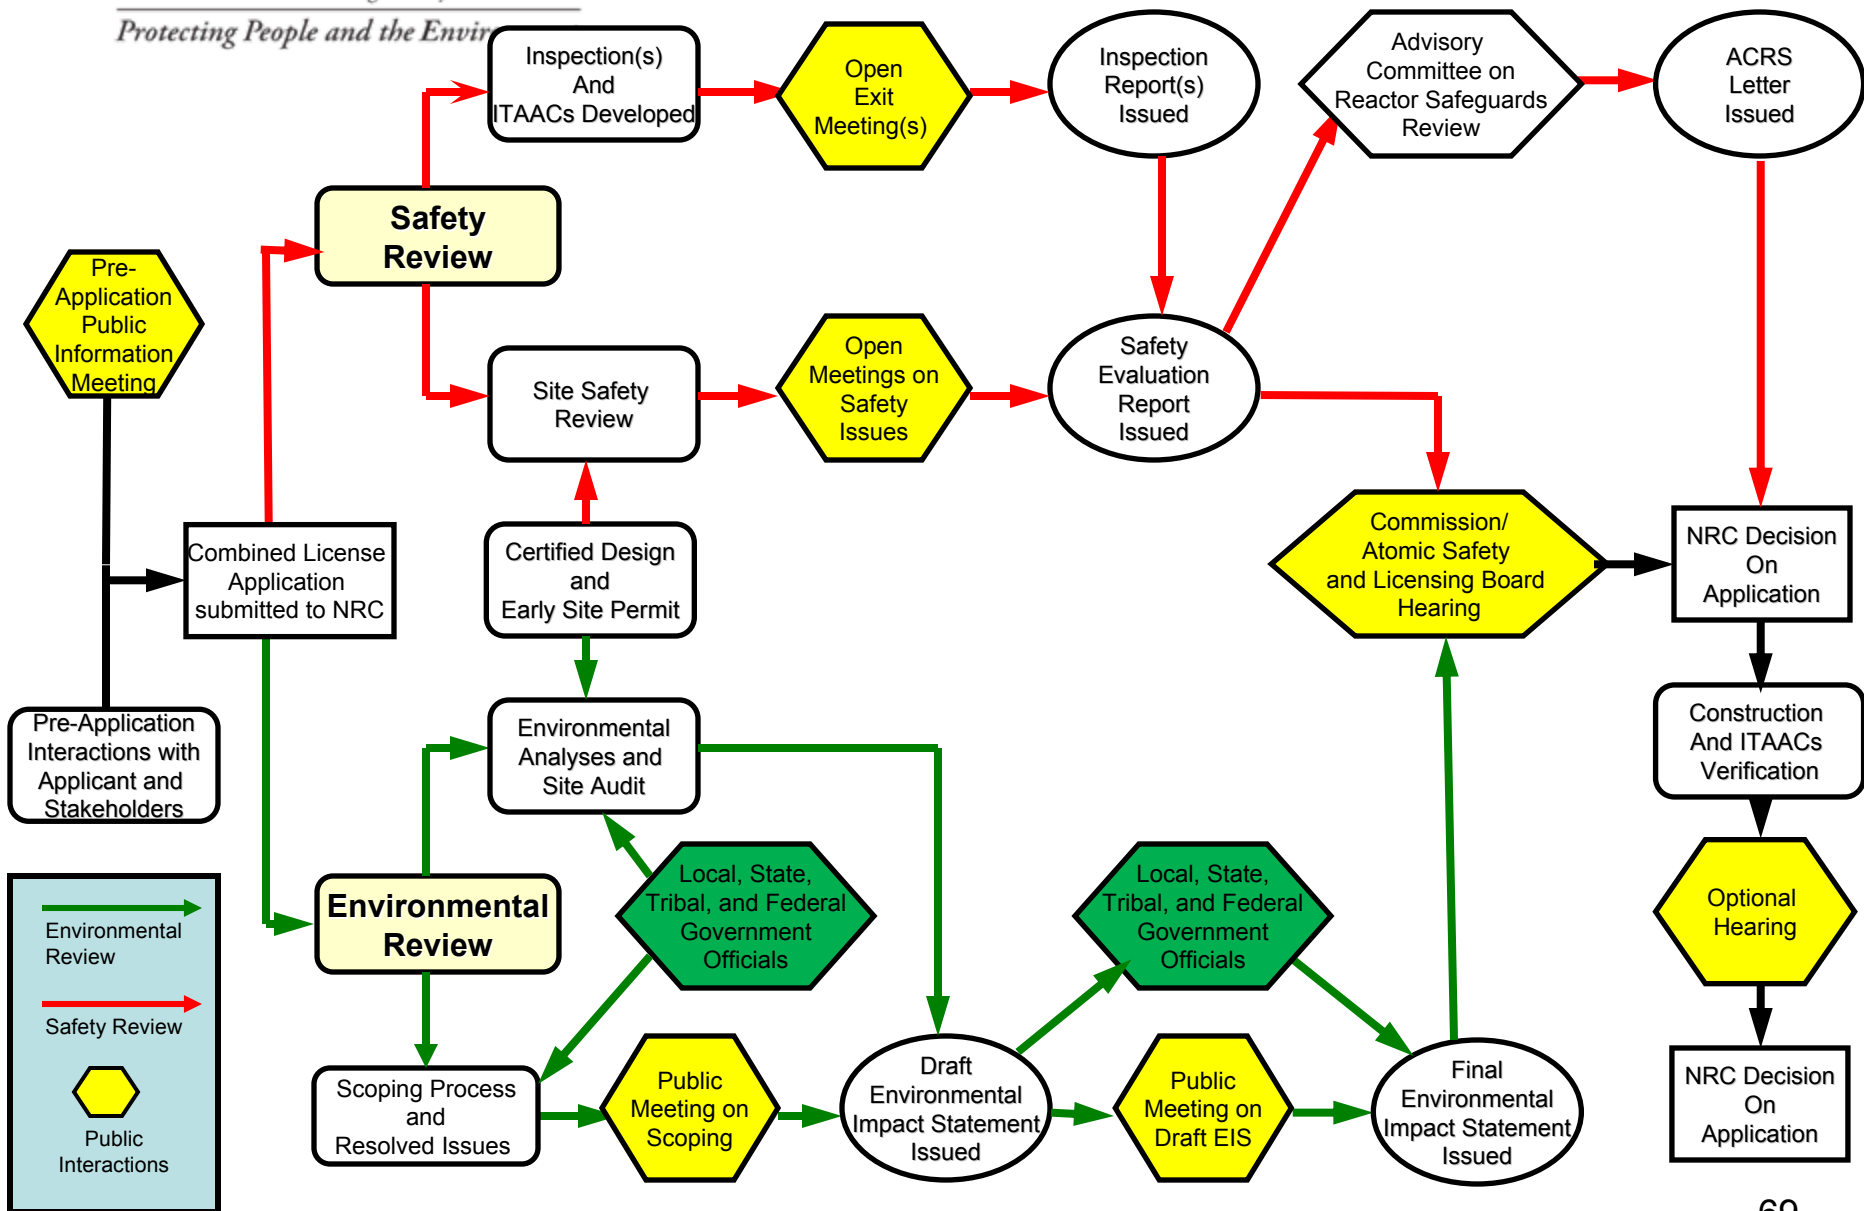 Protecting People and the
Inspection(s)
And
ITAACs Developed
Open
Exit
Meeting(s)
Inspection
Report(s)
Issued
Advisory
Committee on
Reactor Safeguards
Review
ACRS
Letter
Issued
Safety
Review
Pre-
Application
Public
Information
Meeting
Site Safety
Review
Open
Meetings on
Safety
Issues
Safety
Evaluation
Report
Issued
Combined License
Application
submitted to NRC
Certified Design
and
Early Site Permit
Commission/
Atomic Safety
and Licensing Board
Hearing
NRC Decision
On
Application
Pre-Application
Interactions with
Applicant and
Stakeholders
Environmental
Analyses and
Site Audit
Construction
And ITAACs
Verification
Environmental
Review
Local, State,
Tribal, and Federal
Government
Officials
Local, State,
Tribal, and Federal
Government
Officials
Optional
Hearing
Environmental
Review
Safety Review
Public
Interactions
Scoping Process
and
Resolved Issues
Public
Meeting on
Scoping
Draft
Environmental
Impact Statement
Issued
Public
Meeting on
Draft EIS
Final
Environmental
Impact Statement
Issued
NRC Decision
On
Application
69